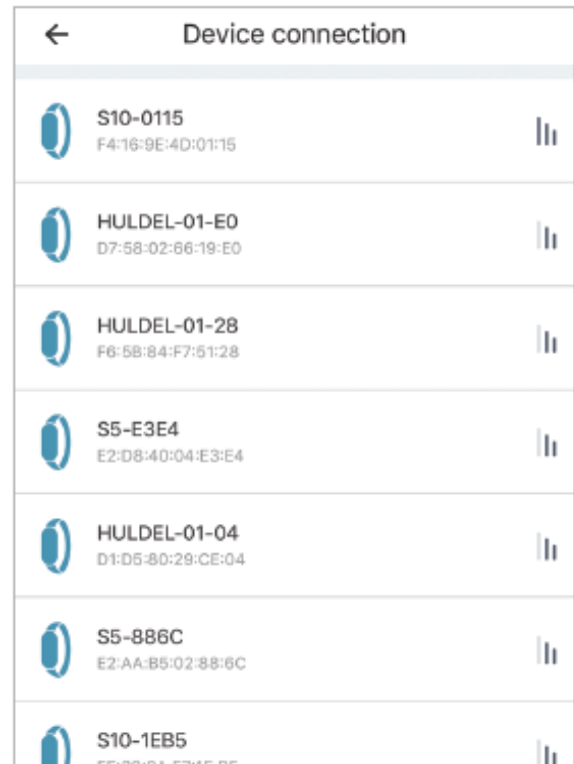 Device connection
S10-0115
F4:16:9E:4D:01:15
HULDEL-01-E0
D7:58:02:66:19:E0
HULDEL-01-28
F6:5B:84:F7:51:28
S5-E3E4
E2:D8:40:04:E3:E4
HULDEL-01-04
D1:D5:80:29:CE:04
S5-886C
E2:AA:B5:02:88:6C
S10-1EB5